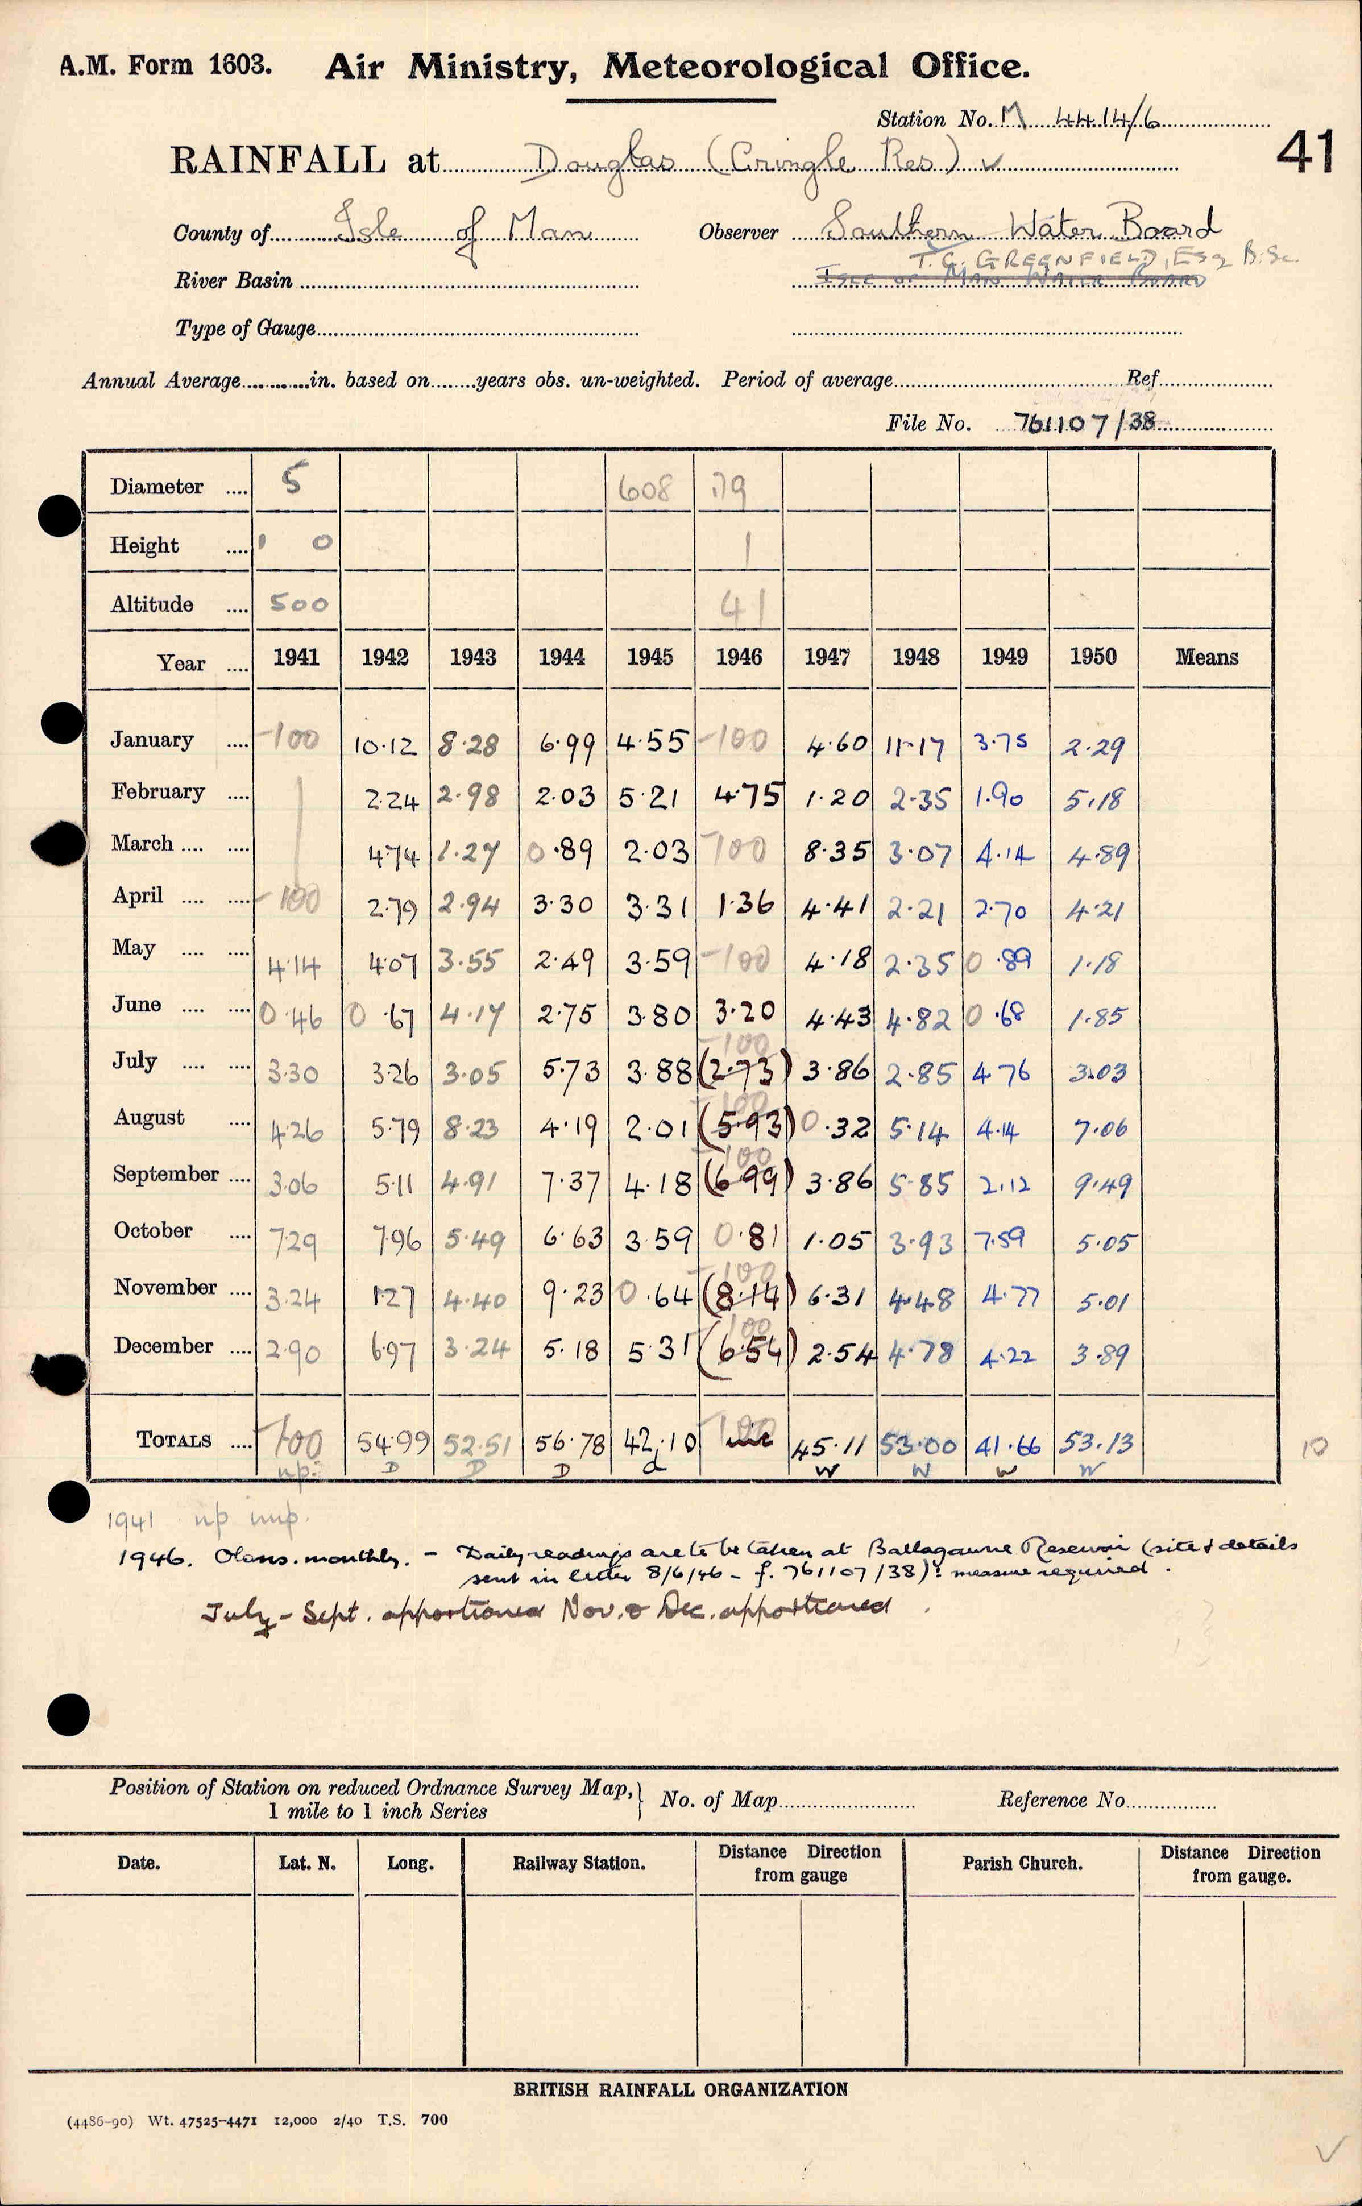 A.M. Form 1603. Air Ministry, Meteorological Office.
Station No. M 4414/6
41
RAINFALL at Douglas (Cringle Res) ✓
County of Isle of Man Observer Southern Water Board
T.C. GREENFIELD, Esq B.Sc.
River Basin ISLE OF MAN WATER BOARD
Type of Gauge
Annual Average in. based on years obs. un-weighted. Period of average Ref
File No. 761107/38
Diameter .... 5 608 79
Height .... 1 0 1
Altitude .... 500 41
Year .... 1941 1942 1943 1944 1945 1946 1947 1948 1949 1950 Means
January .... -100 10.12 8.28 6.99 4.55 -100 4.60 11.17 3.75 2.29
February .... 2.24 2.98 2.03 5.21 4.75 1.20 2.35 1.90 5.18
March .... .... 4.74 1.27 0.89 2.03 -100 8.35 3.07 4.14 4.89
April .... .... -100 2.79 2.94 3.30 3.31 1.36 4.41 2.21 2.70 4.21
May .... .... 4.14 4.07 3.55 2.49 3.59 -100 4.18 2.35 0.89 1.18
June .... .... 0.46 0.67 4.17 2.75 3.80 3.20 4.43 4.82 0.68 1.85
-100
July .... .... 3.30 3.26 3.05 5.73 3.88 (2.73) 3.86 2.85 4.76 3.03
-100
August .... 4.26 5.79 8.23 4.19 2.01 (5.93) 0.32 5.14 4.14 7.06
-100
September .... 3.06 5.11 4.91 7.37 4.18 (6.99) 3.86 5.85 2.12 9.49
October .... 7.29 7.96 5.49 6.63 3.59 0.81 1.05 3.93 7.59 5.05
-100
November .... 3.24 1.27 4.40 9.23 0.64 (8.14) 6.31 4.48 4.77 5.01
-100
December .... 2.90 6.97 3.24 5.18 5.31 (6.54) 2.54 4.78 4.22 3.89
TOTALS .... -100 54.99 52.51 56.78 42.10 -100 45.11 53.00 41.66 53.13 10
np. D D D d W W W W
1941 np imp.
1946. Obsns. monthly. - Daily readings are to be taken at Ballagawne Reservoir (site & details
sent in letter 8/6/46 - f. 761107/38): measure required.
July - Sept. apportioned Nov. & Dec. apportioned.
Position of Station on reduced Ordnance Survey Map, } No. of Map Reference No.
1 mile to 1 inch Series
Date. Lat. N. Long. Railway Station. Distance Direction from gauge Parish Church. Distance Direction from gauge.
BRITISH RAINFALL ORGANIZATION
(4486-90) Wt. 47525-4471 12,000 2/40 T.S. 700
✓